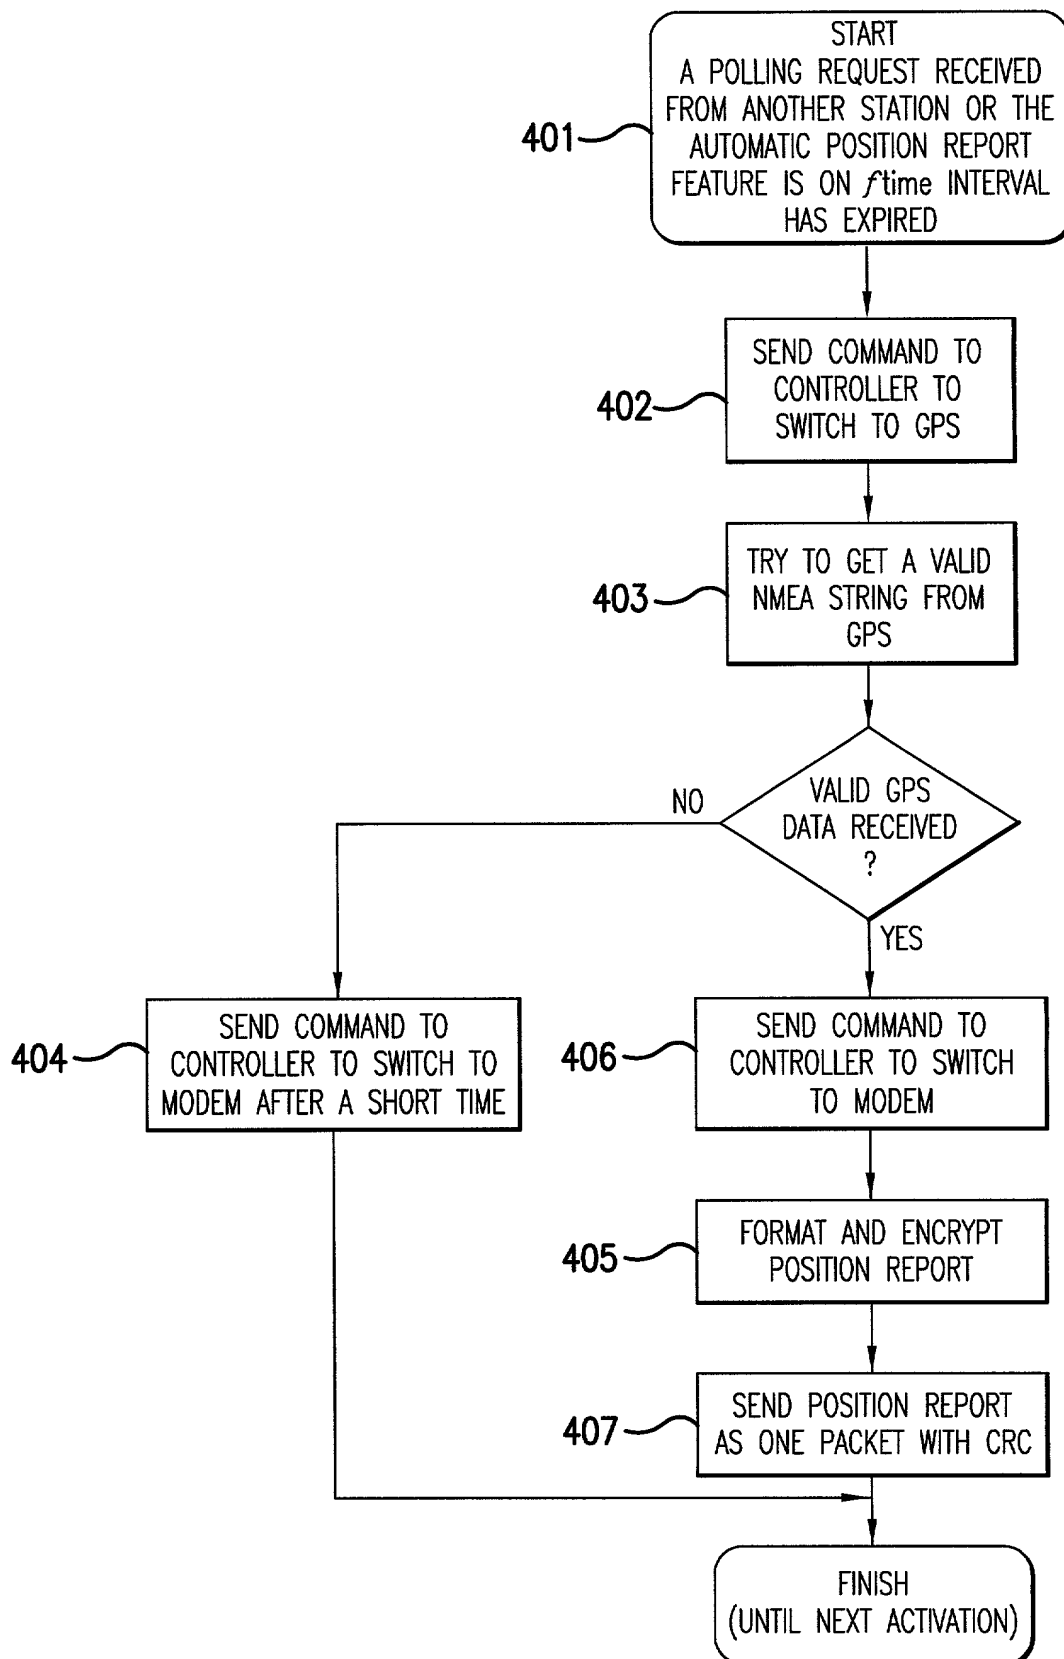 START
A POLLING REQUEST RECEIVED
FROM ANOTHER STATION OR THE
AUTOMATIC POSITION REPORT
FEATURE IS ON ftime INTERVAL
HAS EXPIRED
401
SEND COMMAND TO
CONTROLLER TO
SWITCH TO GPS
402
TRY TO GET A VALID
NMEA STRING FROM
GPS
403
VALID GPS
DATA RECEIVED
?
NO
YES
SEND COMMAND TO
CONTROLLER TO SWITCH TO
MODEM AFTER A SHORT TIME
404
SEND COMMAND TO
CONTROLLER TO SWITCH
TO MODEM
406
FORMAT AND ENCRYPT
POSITION REPORT
405
SEND POSITION REPORT
AS ONE PACKET WITH CRC
407
FINISH
(UNTIL NEXT ACTIVATION)